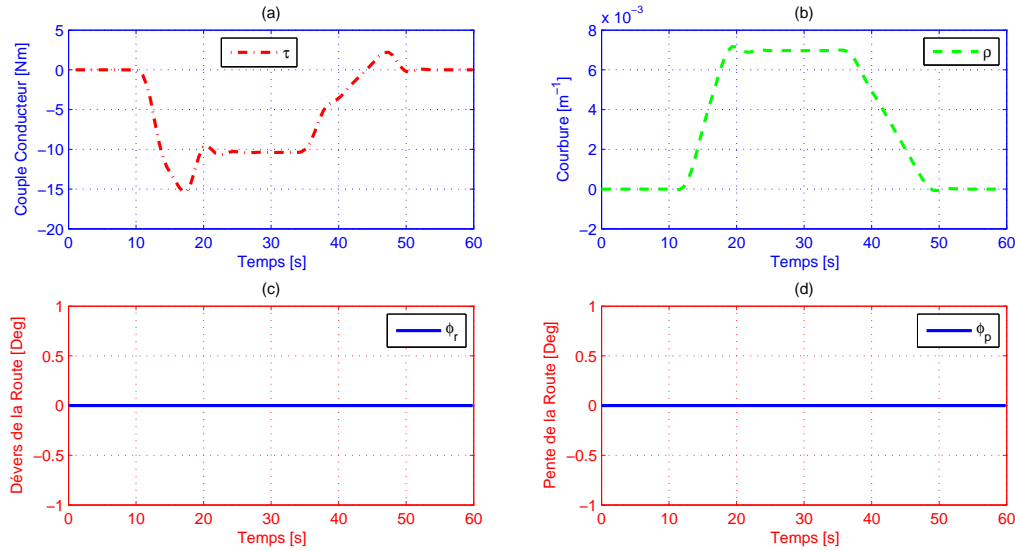 (a)
5
0
−5
−10
−15
−20
Couple Conducteur [Nm]
τ
0 10 20 30 40 50 60
Temps [s]
(b)
x 10⁻³
8
6
4
2
0
−2
Courbure [m⁻¹]
ρ
0 10 20 30 40 50 60
Temps [s]
(c)
1
0.5
0
−0.5
−1
Dévers de la Route [Deg]
ϕ_r
0 10 20 30 40 50 60
Temps [s]
(d)
1
0.5
0
−0.5
−1
Pente de la Route [Deg]
ϕ_p
0 10 20 30 40 50 60
Temps [s]